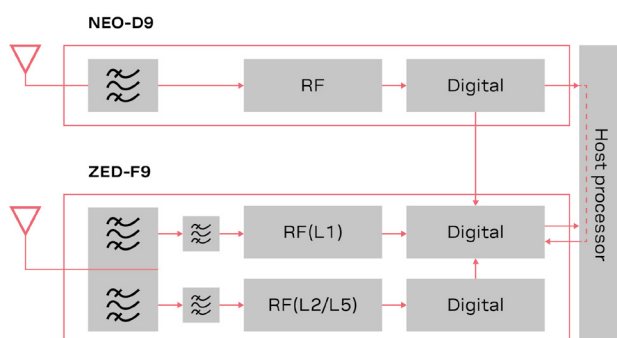 NEO-D9
RF
Digital
Host processor
ZED-F9
RF(L1)
Digital
RF(L2/L5)
Digital